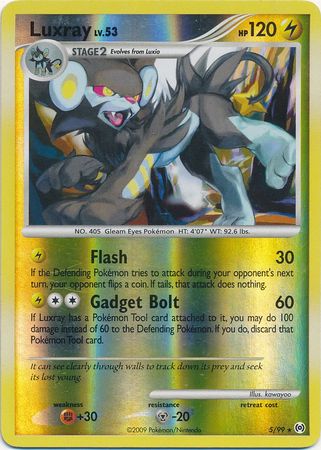 Luxray LV.53
HP 120
STAGE2 Evolves from Luxio
NO. 405 Gleam Eyes Pokémon HT: 4'07" WT: 92.6 lbs.
Flash 30
If the Defending Pokémon tries to attack during your opponent's next
turn, your opponent flips a coin. If tails, that attack does nothing.
Gadget Bolt 60
If Luxray has a Pokémon Tool card attached to it, you may do 100
damage instead of 60 to the Defending Pokémon. If you do, discard that
Pokémon Tool card.
It can see clearly through walls to track down its prey and seek
its lost young.
Illus. kawayoo
weakness resistance retreat cost
+30 -20
©2009 Pokémon/Nintendo 5/99 ★